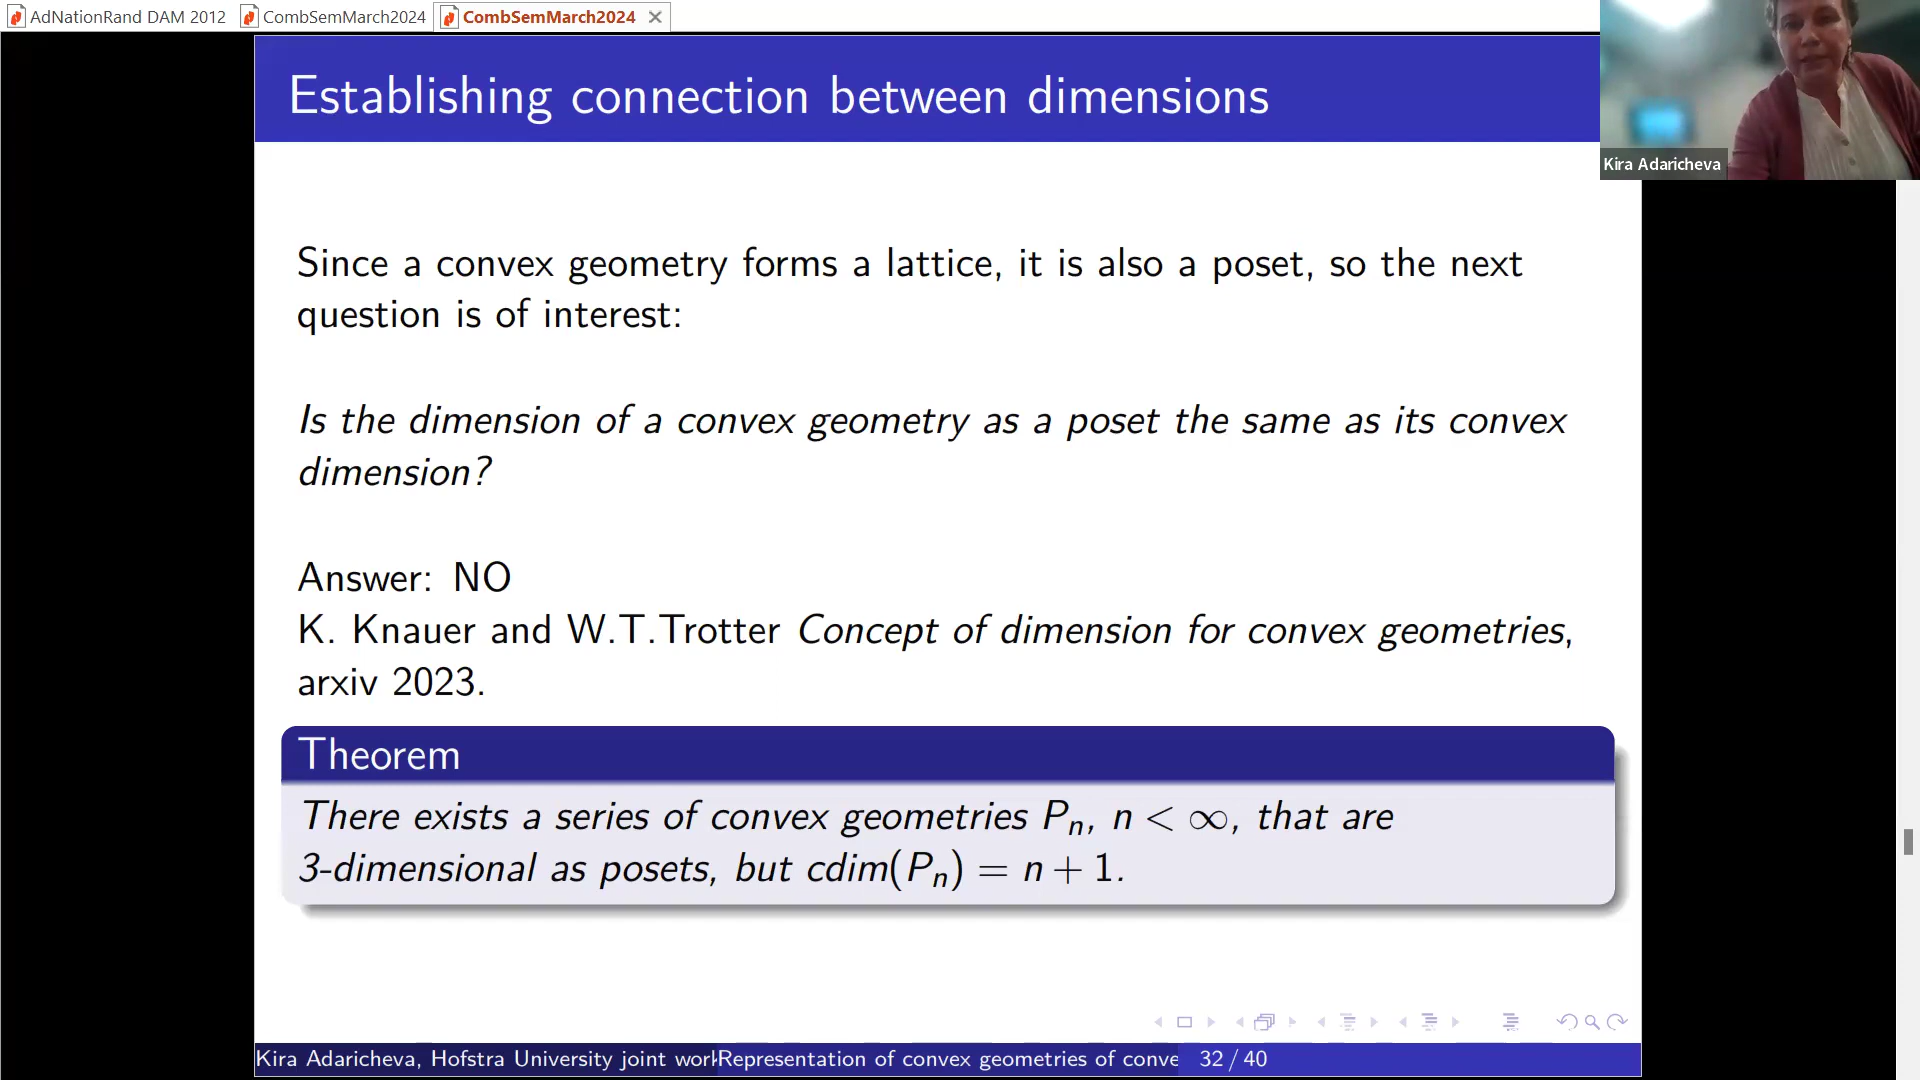 AdNationRand DAM 2012 CombSemMarch2024 CombSemMarch2024
Establishing connection between dimensions
Kira Adaricheva
Since a convex geometry forms a lattice, it is also a poset, so the next
question is of interest:
Is the dimension of a convex geometry as a poset the same as its convex
dimension?
Answer: NO
K. Knauer and W.T.Trotter Concept of dimension for convex geometries,
arxiv 2023.
Theorem
There exists a series of convex geometries Pₙ, n < ∞, that are
3-dimensional as posets, but cdim(Pₙ) = n + 1.
Kira Adaricheva, Hofstra University joint work Representation of convex geometries of conve 32 / 40